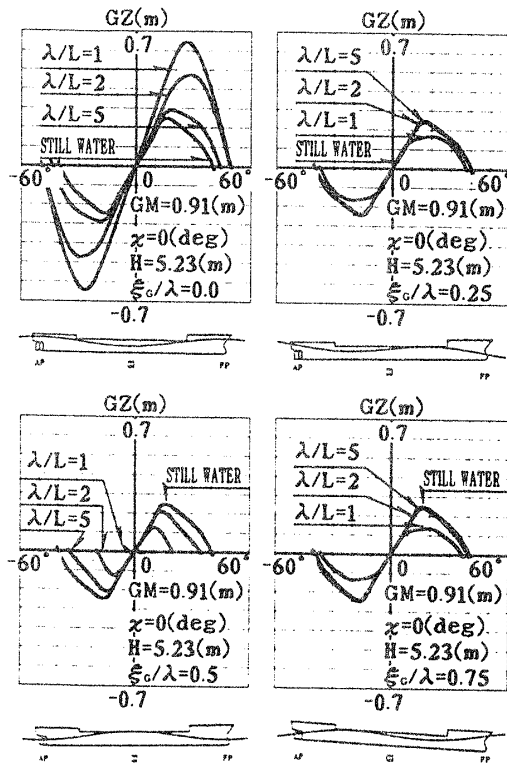 GZ(m)
0.7
λ/L=1
λ/L=2
λ/L=5
STILL WATER
-60°
0
60°
GM=0.91(m)
χ=0(deg)
H=5.23(m)
ξG/λ=0.0
-0.7
AP
FP
GZ(m)
0.7
λ/L=5
λ/L=2
λ/L=1
STILL WATER
-60°
0
60°
GM=0.91(m)
χ=0(deg)
H=5.23(m)
ξG/λ=0.25
-0.7
AP
FP
GZ(m)
0.7
λ/L=1
STILL WATER
λ/L=2
λ/L=5
-60°
0
60°
GM=0.91(m)
χ=0(deg)
H=5.23(m)
ξG/λ=0.5
-0.7
AP
FP
GZ(m)
0.7
λ/L=5
STILL WATER
λ/L=2
λ/L=1
-60°
0
60°
GM=0.91(m)
χ=0(deg)
H=5.23(m)
ξG/λ=0.75
-0.7
AP
FP